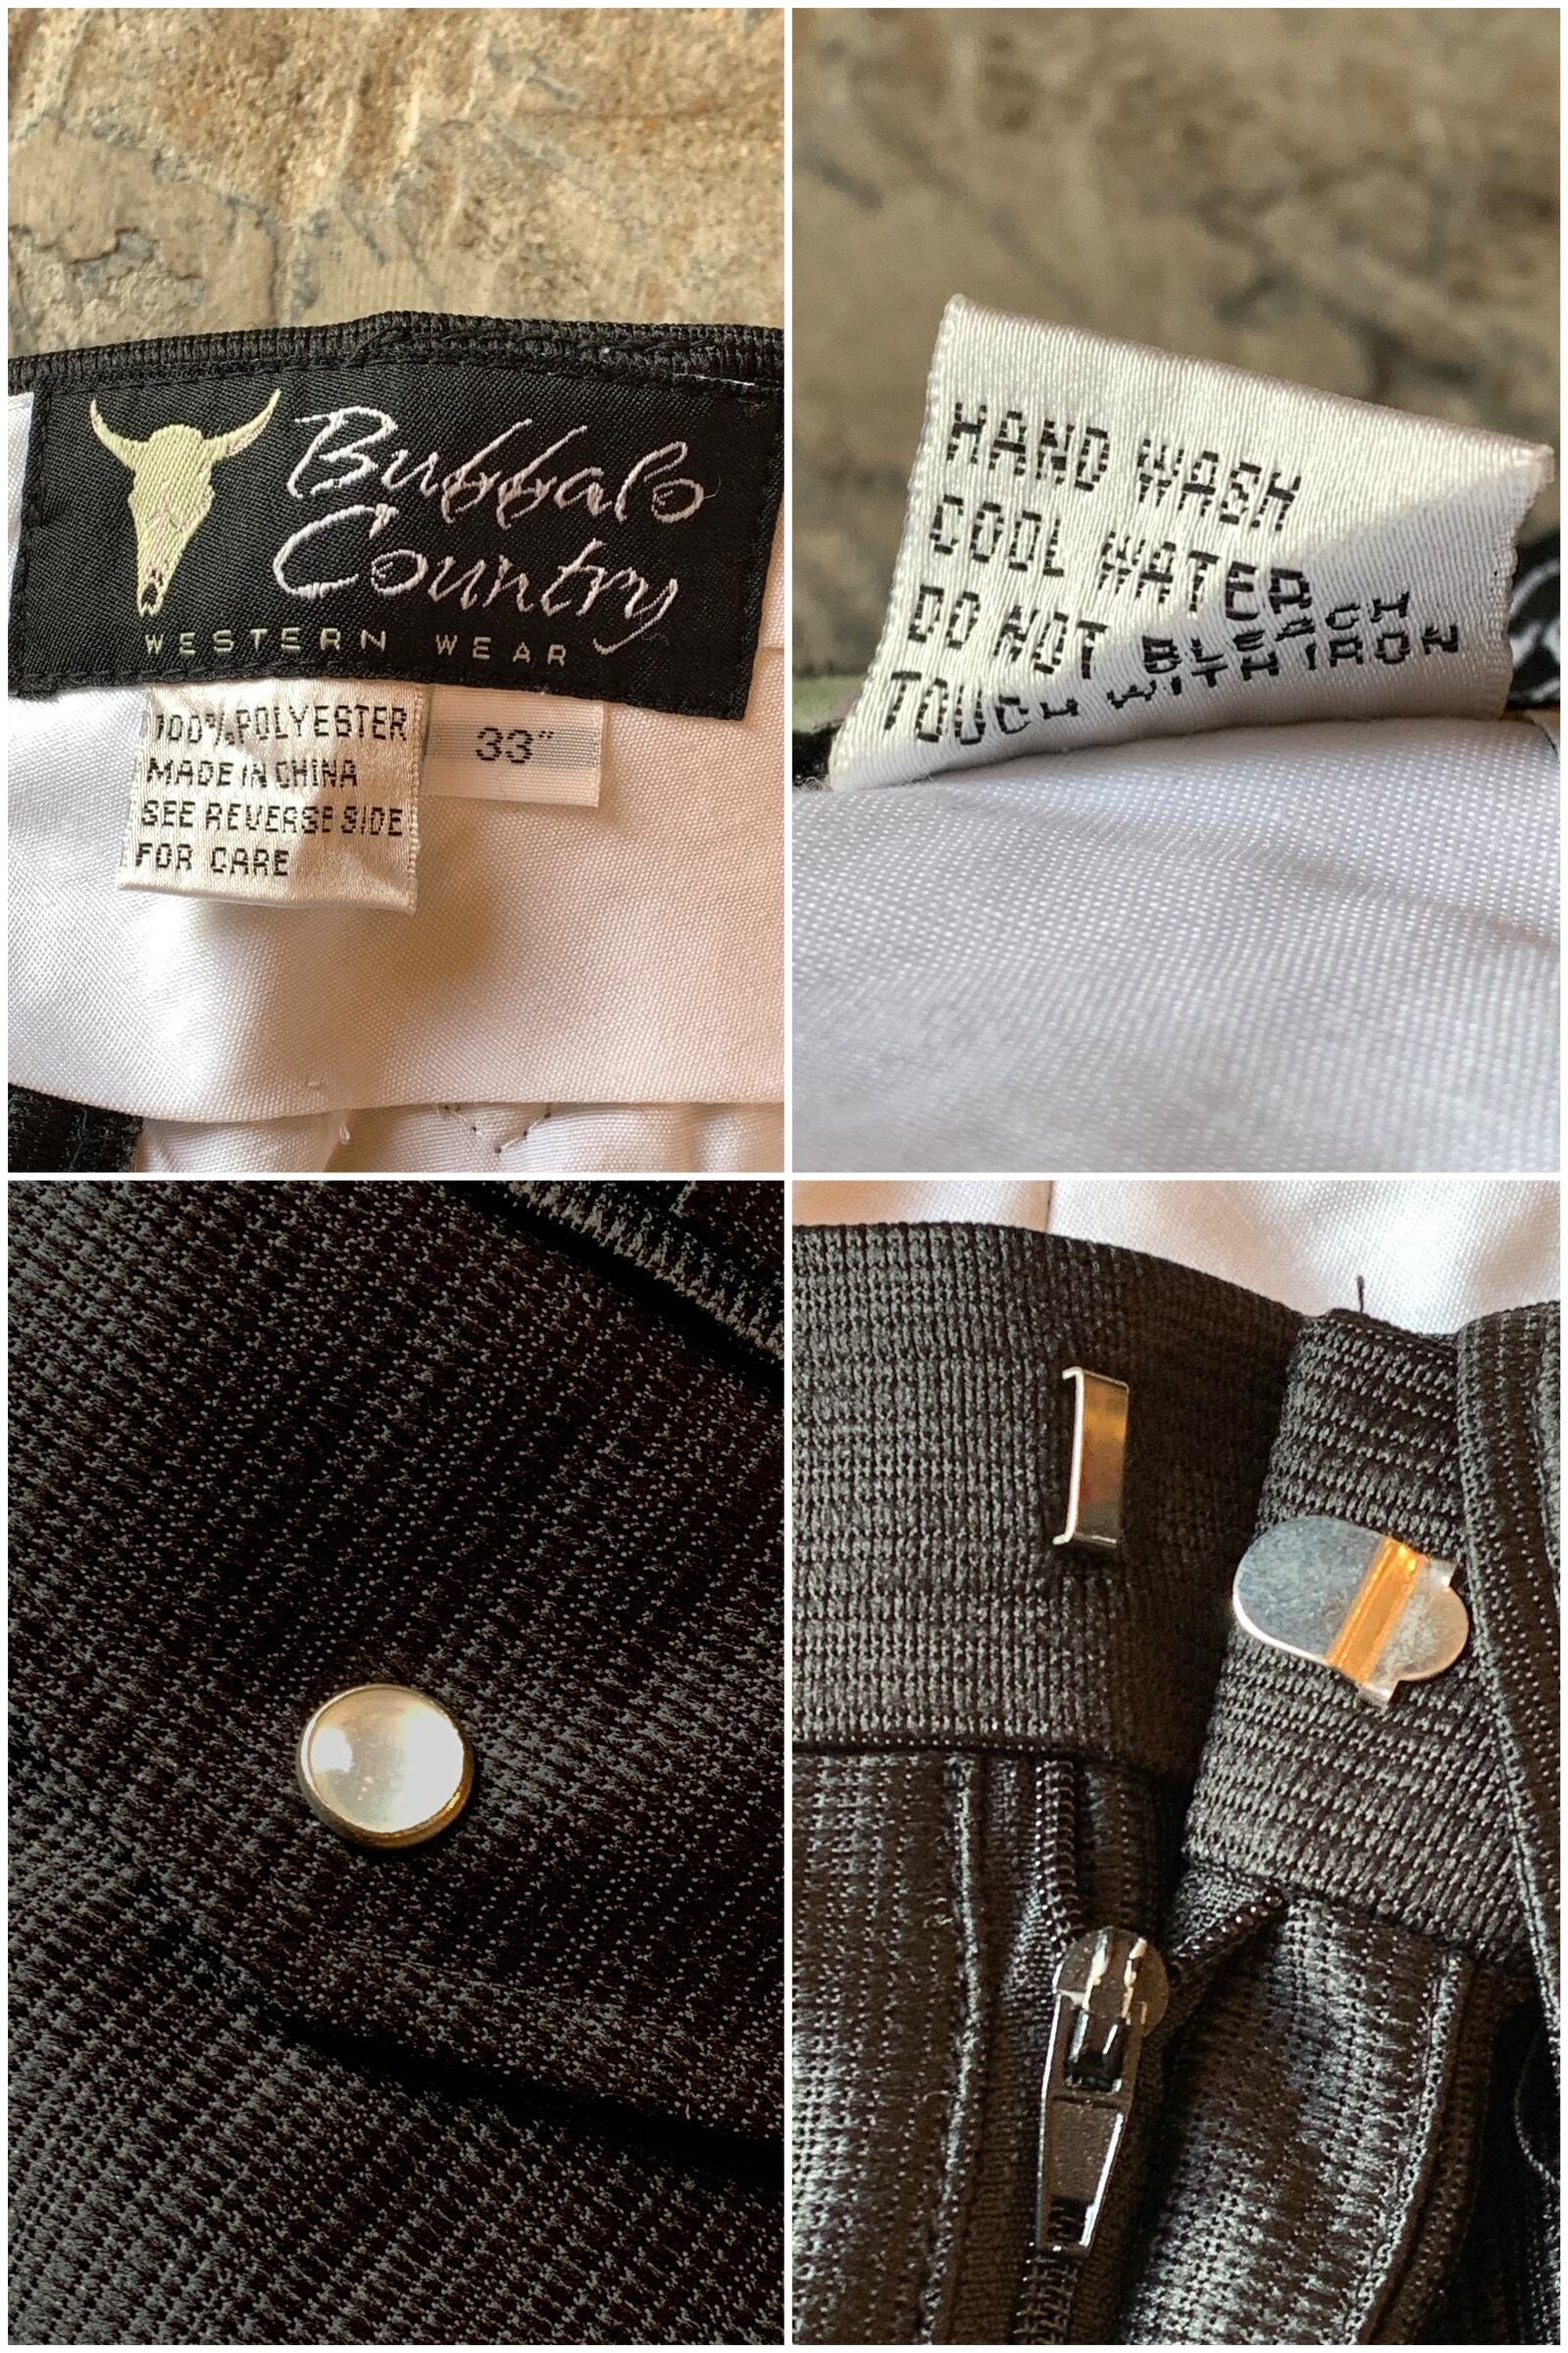 Buffalo
Country
WESTERN WEAR
100% POLYESTER
MADE IN CHINA
SEE REVERSE SIDE
FOR CARE
33"
HAND WASH
COOL WATER
DO NOT BLEACH
TOUCH WITH IRON